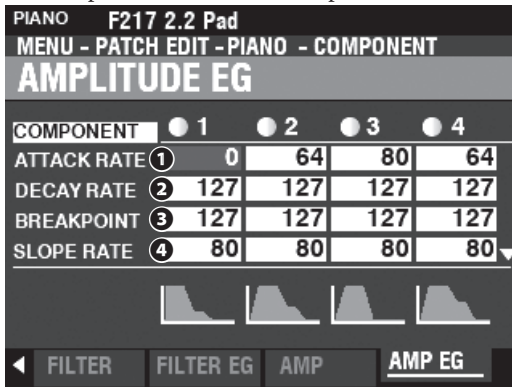 PIANO F217 2.2 Pad
MENU - PATCH EDIT - PIANO - COMPONENT
AMPLITUDE EG
COMPONENT 1 2 3 4
ATTACK RATE 1 0 64 80 64
DECAY RATE 2 127 127 127 127
BREAKPOINT 3 127 127 127 127
SLOPE RATE 4 80 80 80 80
FILTER FILTER EG AMP AMP EG